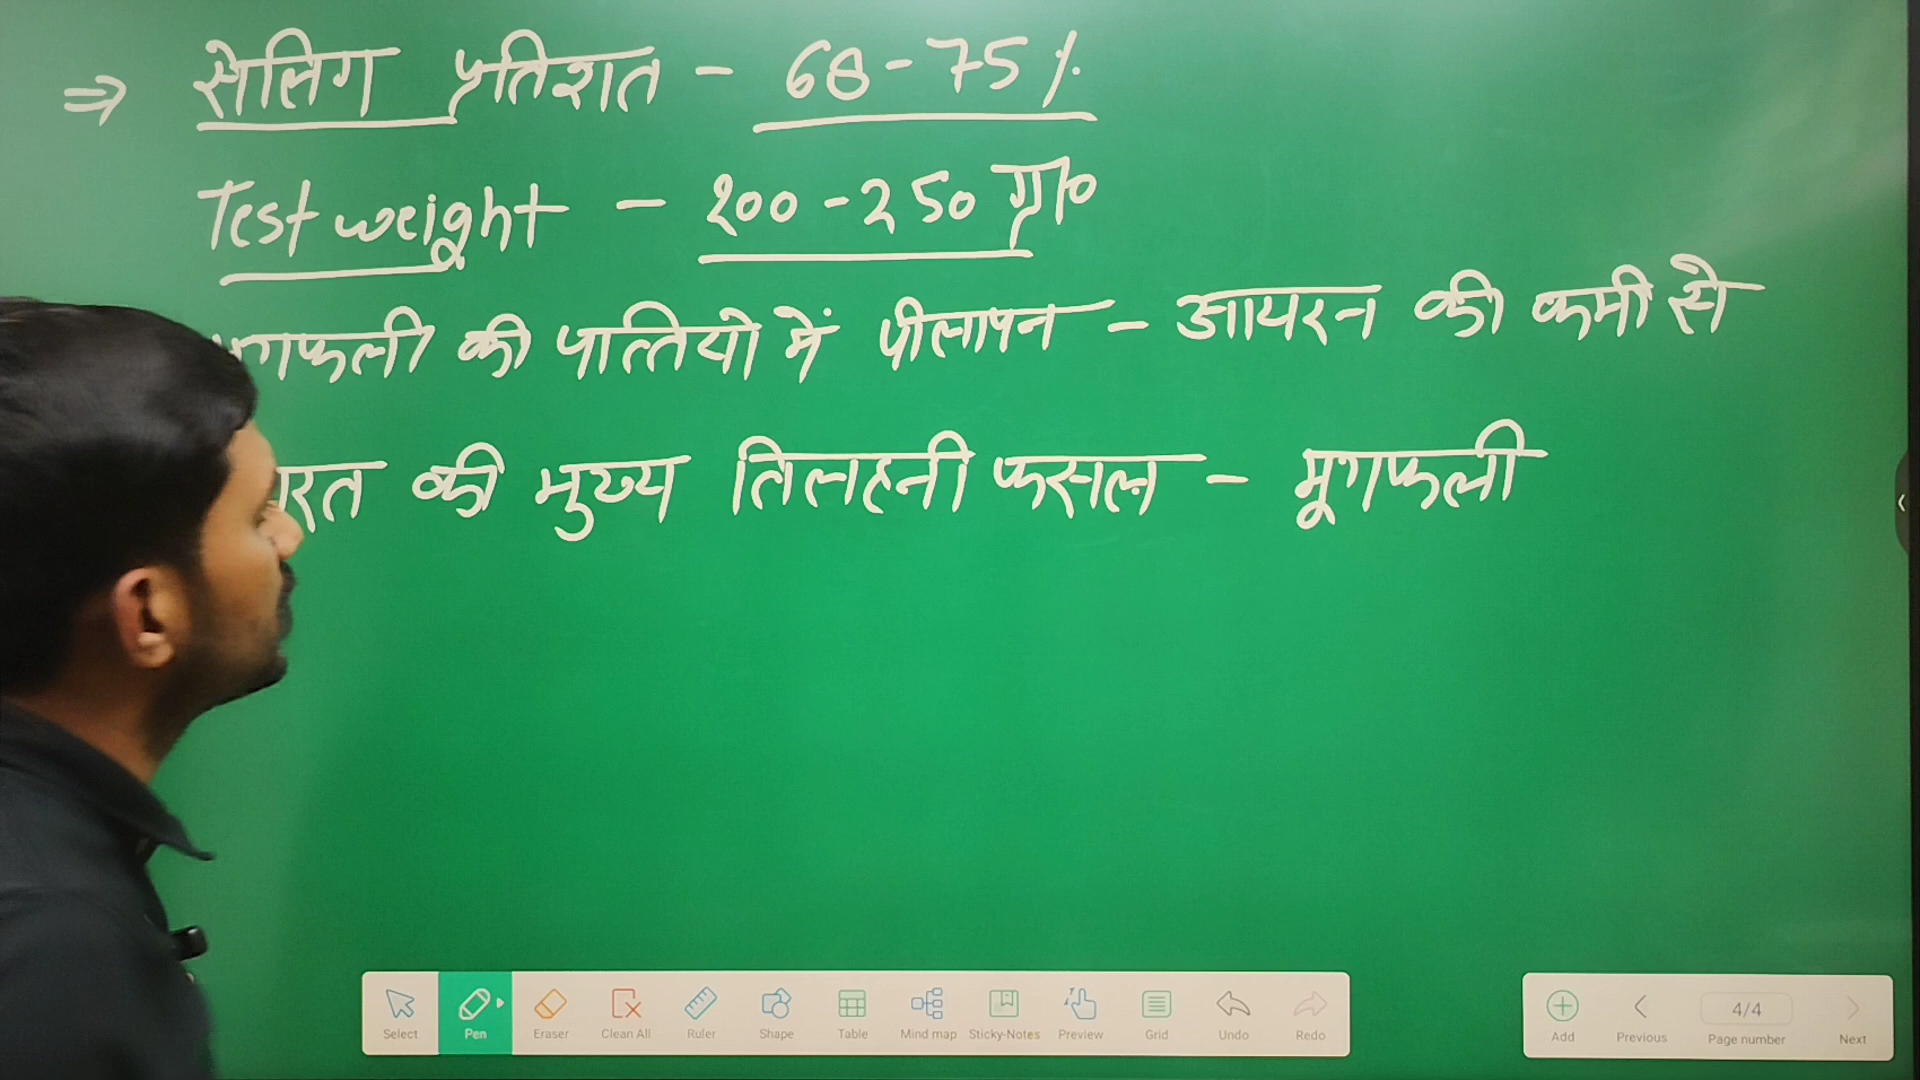 ⇒ सेलिग प्रतिशत - 68-75%
Test weight - 200-250 ग्रा०
की पत्तियो में पीलापन - आयरन की कमी से
की मुख्य तिलहनी फसल - मूगफली
Select Pen Eraser Clean All Ruler Shape Table Mind map Sticky-Notes Preview Grid Undo Redo
Add Previous 4/4 Page number Next